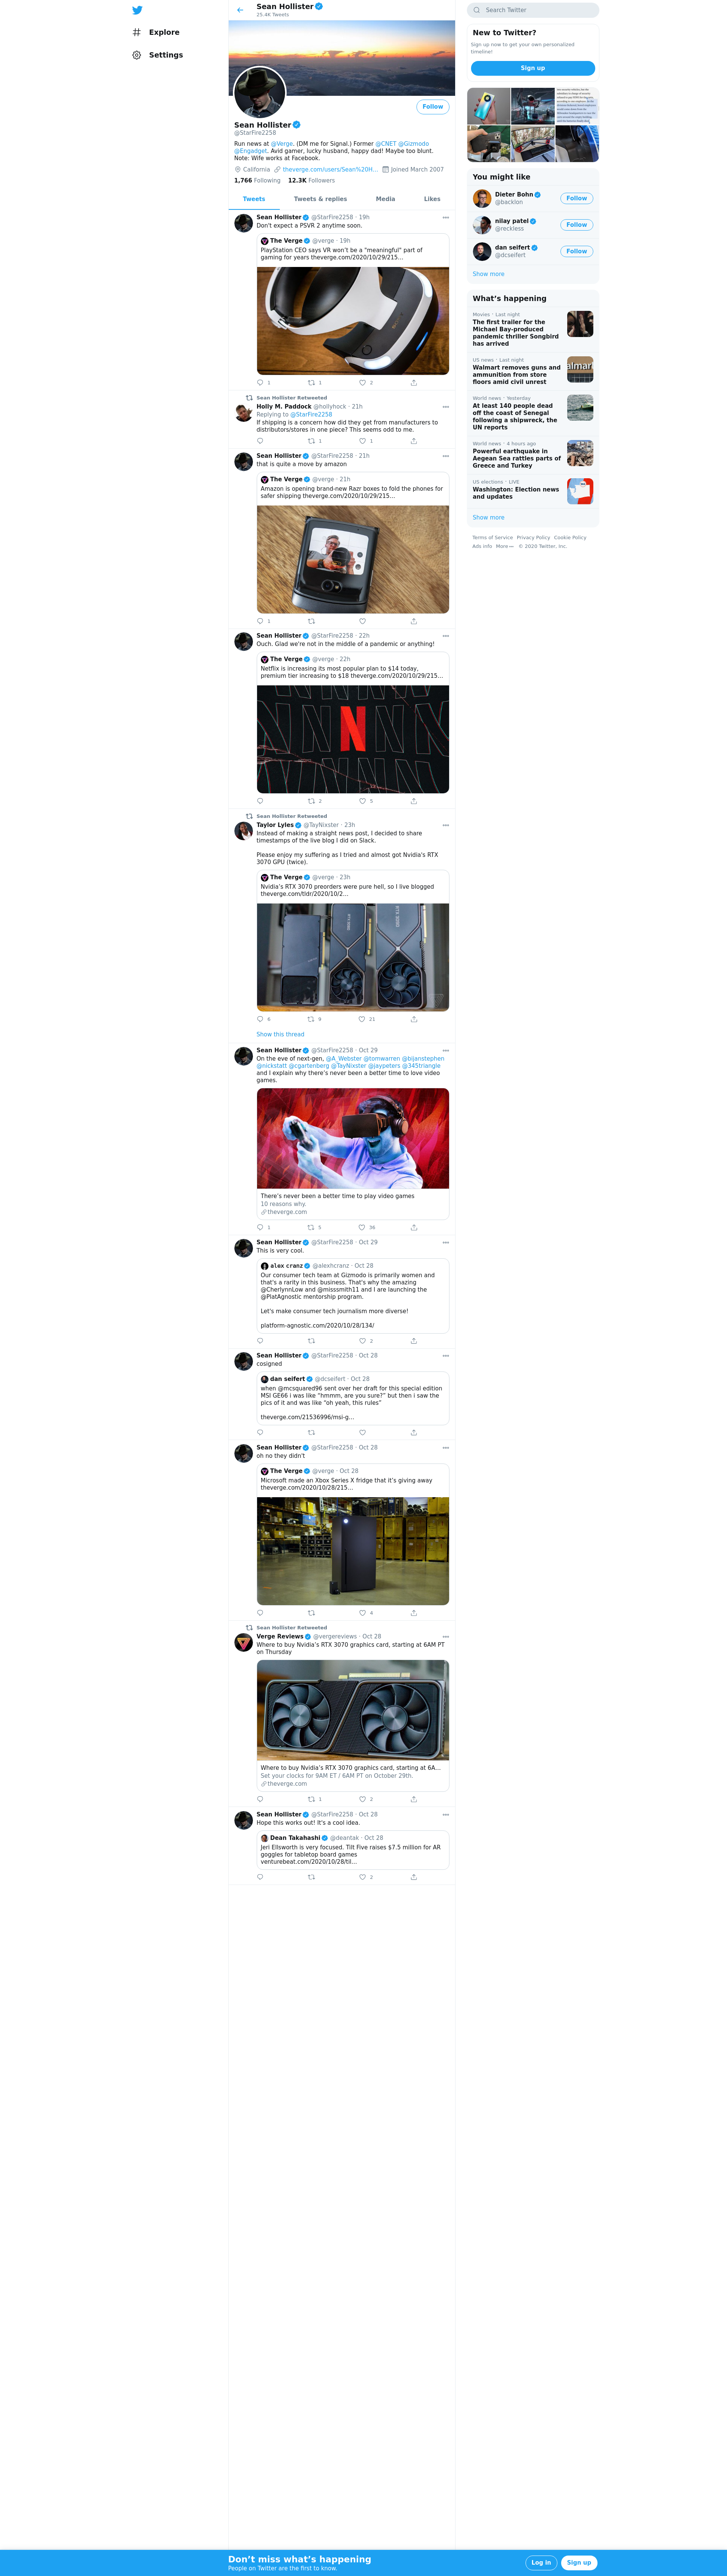 Explore
Settings
Sean Hollister
25.4K Tweets
Follow
Sean Hollister
@StarFire2258
Run news at @Verge. (DM me for Signal.) Former @CNET @Gizmodo
@Engadget. Avid gamer, lucky husband, happy dad! Maybe too blunt.
Note: Wife works at Facebook.
California theverge.com/users/Sean%20H… Joined March 2007
1,766 Following 12.3K Followers
Tweets Tweets & replies Media Likes
Sean Hollister @StarFire2258 · 19h
Don't expect a PSVR 2 anytime soon.
The Verge @verge · 19h
PlayStation CEO says VR won't be a "meaningful" part of
gaming for years theverge.com/2020/10/29/215…
1 1 2
Sean Hollister Retweeted
Holly M. Paddock @hollyhock · 21h
Replying to @StarFire2258
If shipping is a concern how did they get from manufacturers to
distributors/stores in one piece? This seems odd to me.
1 1
Sean Hollister @StarFire2258 · 21h
that is quite a move by amazon
The Verge @verge · 21h
Amazon is opening brand-new Razr boxes to fold the phones for
safer shipping theverge.com/2020/10/29/215…
1
Sean Hollister @StarFire2258 · 22h
Ouch. Glad we're not in the middle of a pandemic or anything!
The Verge @verge · 22h
Netflix is increasing its most popular plan to $14 today,
premium tier increasing to $18 theverge.com/2020/10/29/215…
N
2 5
Sean Hollister Retweeted
Taylor Lyles @TayNixster · 23h
Instead of making a straight news post, I decided to share
timestamps of the live blog I did on Slack.
Please enjoy my suffering as I tried and almost got Nvidia's RTX
3070 GPU (twice).
The Verge @verge · 23h
Nvidia's RTX 3070 preorders were pure hell, so I live blogged
theverge.com/tldr/2020/10/2…
6 9 21
Show this thread
Sean Hollister @StarFire2258 · Oct 29
On the eve of next-gen, @A_Webster @tomwarren @bijanstephen
@nickstatt @cgartenberg @TayNixster @jaypeters @345triangle
and I explain why there's never been a better time to love video
games.
There's never been a better time to play video games
10 reasons why.
theverge.com
1 5 36
Sean Hollister @StarFire2258 · Oct 29
This is very cool.
alex cranz @alexhcranz · Oct 28
Our consumer tech team at Gizmodo is primarily women and
that's a rarity in this business. That's why the amazing
@CherlynnLow and @misssmith11 and I are launching the
@PlatAgnostic mentorship program.
Let's make consumer tech journalism more diverse!
platform-agnostic.com/2020/10/28/134/
2
Sean Hollister @StarFire2258 · Oct 28
cosigned
dan seifert @dcseifert · Oct 28
when @mcsquared96 sent over her draft for this special edition
MSI GE66 i was like "hmmm, are you sure?" but then i saw the
pics of it and was like "oh yeah, this rules"
theverge.com/21536996/msi-g…
Sean Hollister @StarFire2258 · Oct 28
oh no they didn't
The Verge @verge · Oct 28
Microsoft made an Xbox Series X fridge that it's giving away
theverge.com/2020/10/28/215…
4
Sean Hollister Retweeted
Verge Reviews @vergereviews · Oct 28
Where to buy Nvidia's RTX 3070 graphics card, starting at 6AM PT
on Thursday
Where to buy Nvidia's RTX 3070 graphics card, starting at 6A…
Set your clocks for 9AM ET / 6AM PT on October 29th.
theverge.com
1 2
Sean Hollister @StarFire2258 · Oct 28
Hope this works out! It's a cool idea.
Dean Takahashi @deantak · Oct 28
Jeri Ellsworth is very focused. Tilt Five raises $7.5 million for AR
goggles for tabletop board games
venturebeat.com/2020/10/28/til…
2
Search Twitter
New to Twitter?
Sign up now to get your own personalized
timeline!
Sign up
You might like
Dieter Bohn
@backlon
Follow
nilay patel
@reckless
Follow
dan seifert
@dcseifert
Follow
Show more
What's happening
Movies · Last night
The first trailer for the
Michael Bay-produced
pandemic thriller Songbird
has arrived
US news · Last night
Walmart removes guns and
ammunition from store
floors amid civil unrest
World news · Yesterday
At least 140 people dead
off the coast of Senegal
following a shipwreck, the
UN reports
World news · 4 hours ago
Powerful earthquake in
Aegean Sea rattles parts of
Greece and Turkey
US elections · LIVE
Washington: Election news
and updates
Show more
Terms of Service Privacy Policy Cookie Policy
Ads info More © 2020 Twitter, Inc.
Don't miss what's happening
People on Twitter are the first to know.
Log in Sign up